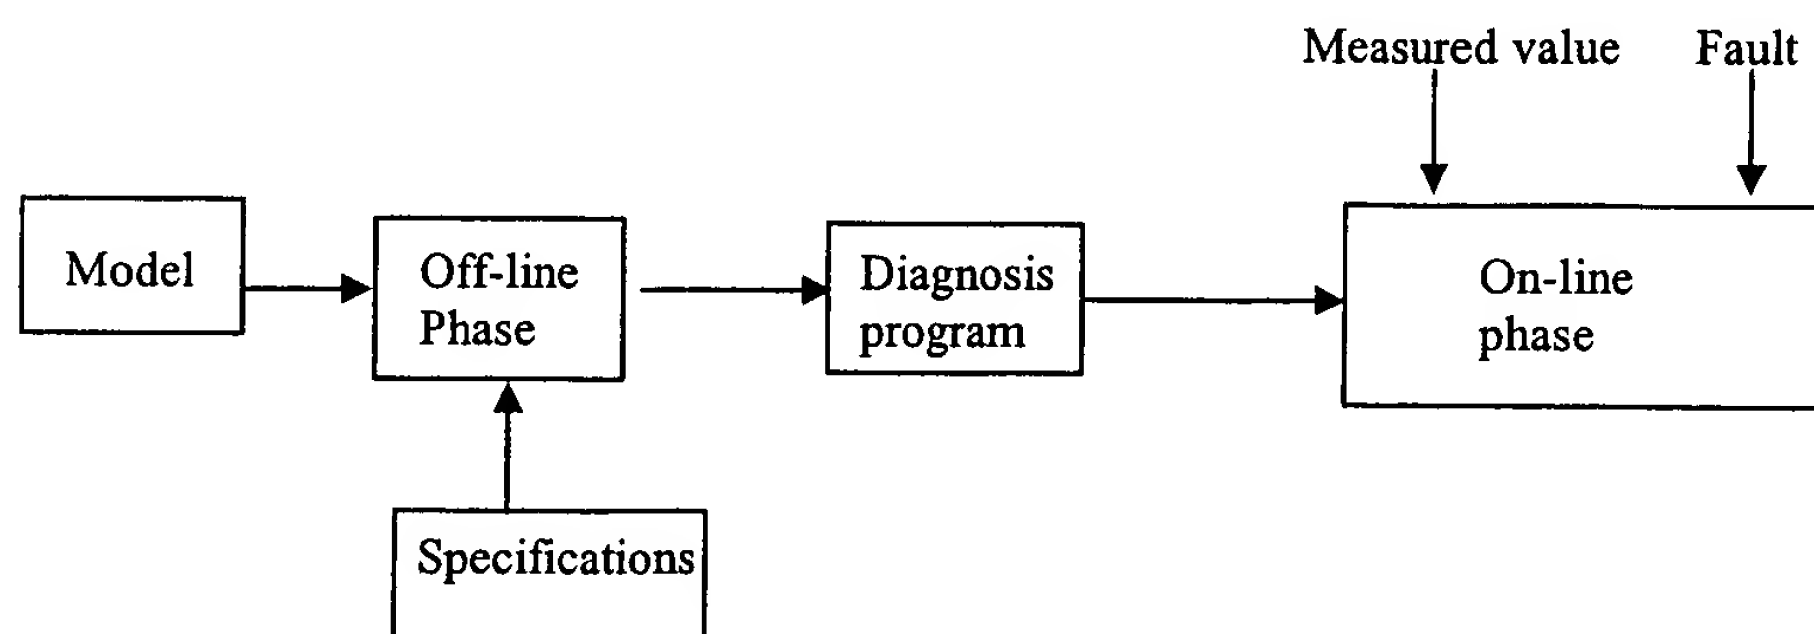 Measured value
Fault
Model
Off-line
Phase
Diagnosis
program
On-line
phase
Specifications